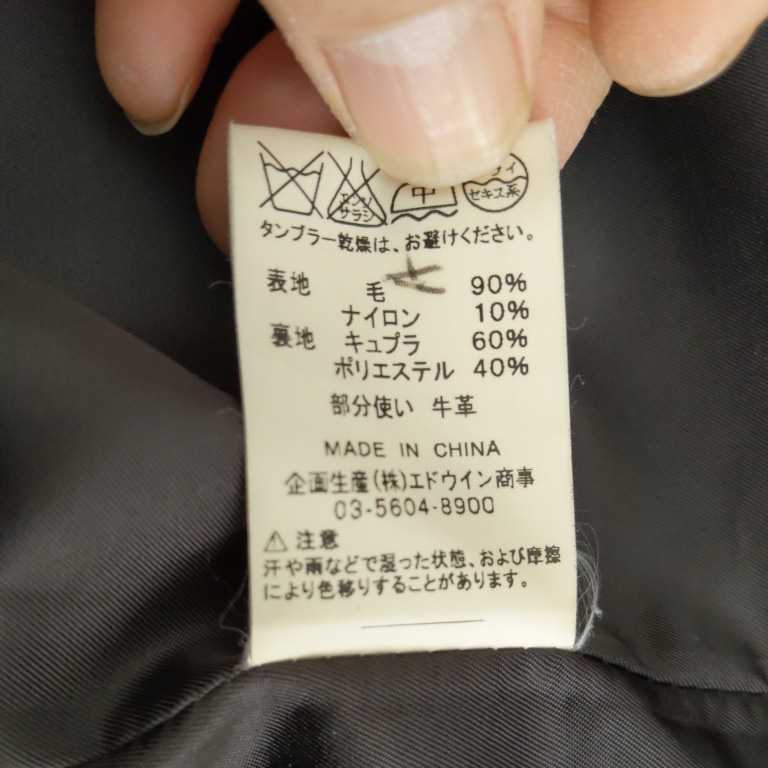 エンソ
サラシ
中
セキス系
タンブラー乾燥は、お避けください。
表地 毛 90%
ナイロン 10%
裏地 キュプラ 60%
ポリエステル 40%
部分使い 牛革
MADE IN CHINA
企画生産(株)エドウイン商事
03-5604-8900
注意
汗や雨などで湿った状態、および摩擦
により色移りすることがあります。